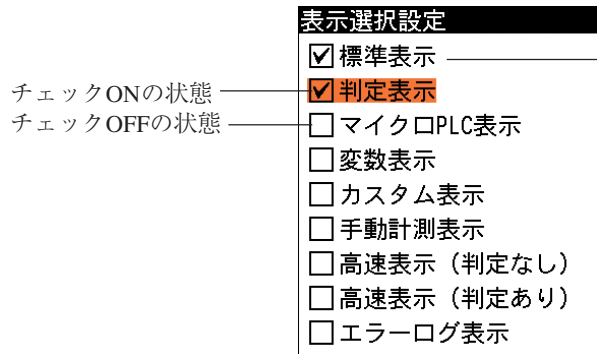 表示選択設定
標準表示
チェックONの状態
判定表示
チェックOFFの状態
マイクロPLC表示
変数表示
カスタム表示
手動計測表示
高速表示（判定なし）
高速表示（判定あり）
エラーログ表示